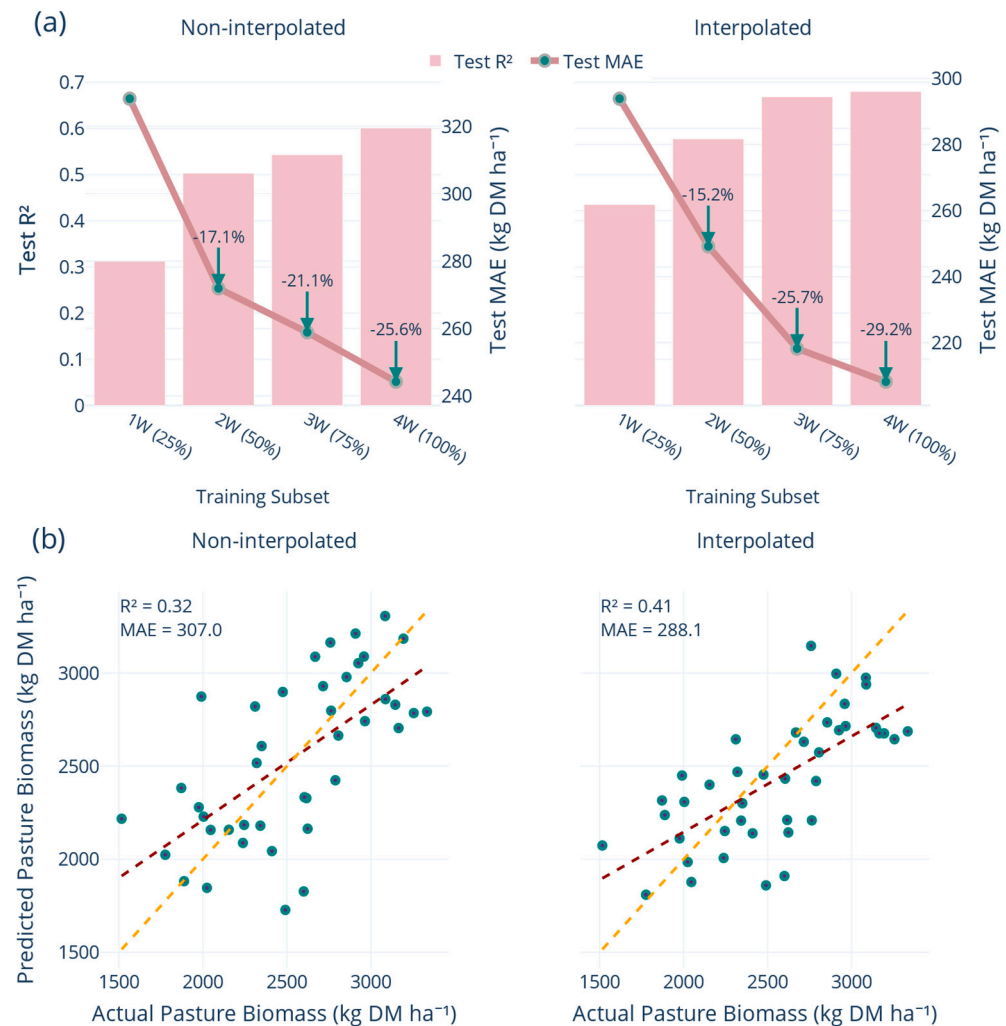 (a)
Non-interpolated
Interpolated
Test R² Test MAE
0.7
0.6
0.5
0.4
0.3
0.2
0.1
0
Test R²
320
300
280
260
240
Test MAE (kg DM ha⁻¹)
-17.1%
-21.1%
-25.6%
1W (25%)
2W (50%)
3W (75%)
4W (100%)
Training Subset
300
280
260
240
220
Test MAE (kg DM ha⁻¹)
-15.2%
-25.7%
-29.2%
1W (25%)
2W (50%)
3W (75%)
4W (100%)
Training Subset
(b)
Non-interpolated
Interpolated
Predicted Pasture Biomass (kg DM ha⁻¹)
R² = 0.32
MAE = 307.0
3000
2500
2000
1500
1500 2000 2500 3000
Actual Pasture Biomass (kg DM ha⁻¹)
R² = 0.41
MAE = 288.1
1500 2000 2500 3000
Actual Pasture Biomass (kg DM ha⁻¹)